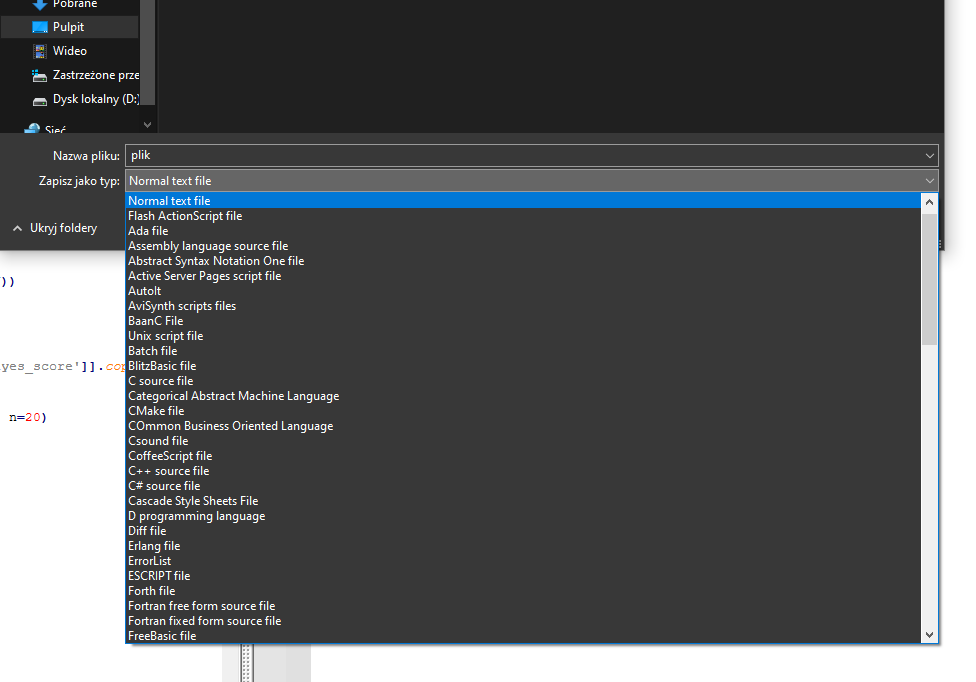 Pobrane
Pulpit
Wideo
Zastrzeżone prze
Dysk lokalny (D:)
Sieć
Nazwa pliku: plik
Zapisz jako typ: Normal text file
Normal text file
Flash ActionScript file
Ada file
Assembly language source file
Abstract Syntax Notation One file
Active Server Pages script file
AutoIt
AviSynth scripts files
BaanC File
Unix script file
Batch file
BlitzBasic file
C source file
Categorical Abstract Machine Language
CMake file
COmmon Business Oriented Language
Csound file
CoffeeScript file
C++ source file
C# source file
Cascade Style Sheets File
D programming language
Diff file
Erlang file
ErrorList
ESCRIPT file
Forth file
Fortran free form source file
Fortran fixed form source file
FreeBasic file
Ukryj foldery
))
yes_score']].cop
n=20)